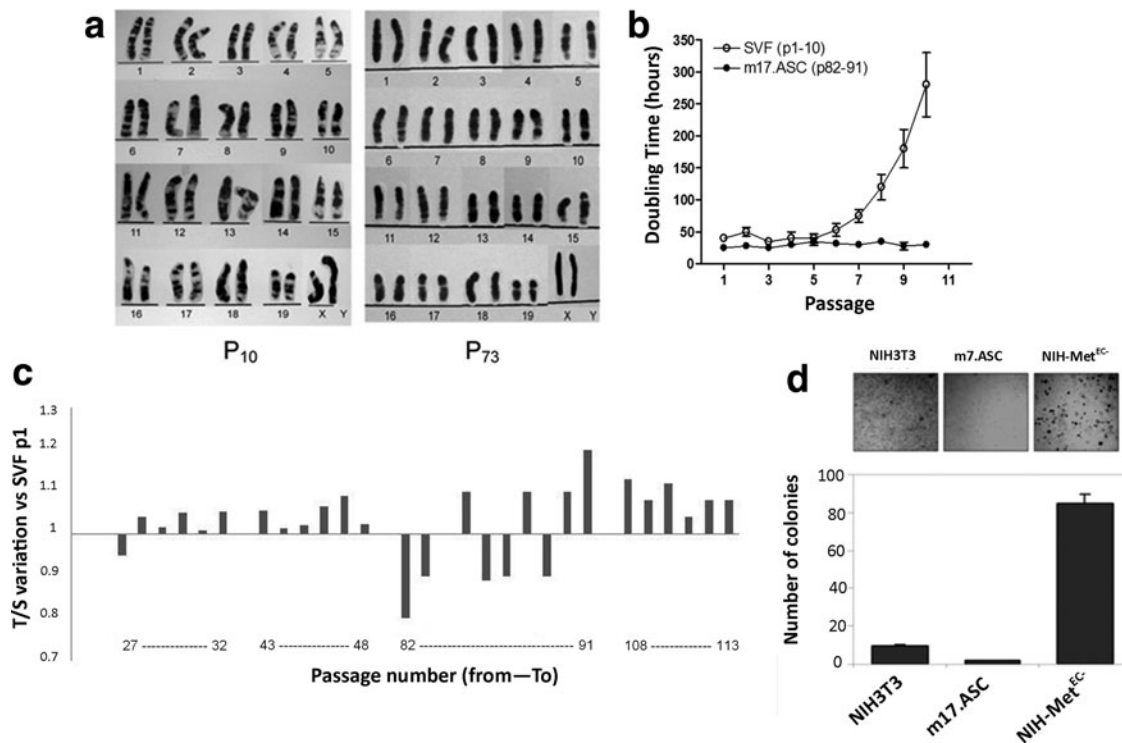 a
1 2 3 4 5
6 7 8 9 10
11 12 13 14 15
16 17 18 19 X Y
P10
1 2 3 4 5
6 7 8 9 10
11 12 13 14 15
16 17 18 19 X Y
P73
b
SVF (p1-10)
m17.ASC (p82-91)
Doubling Time (hours)
350
300
250
200
150
100
50
0
1 3 5 7 9 11
Passage
c
T/S variation vs SVF p1
1.3
1.2
1.1
1
0.9
0.8
0.7
27 -------------- 32 43 -------------- 48 82 -------------------------- 91 108 -------------- 113
Passage number (from—To)
d
NIH3T3 m7.ASC NIH-MetEC-
Number of colonies
100
80
60
40
20
0
NIH3T3
m17.ASC
NIH-MetEC-